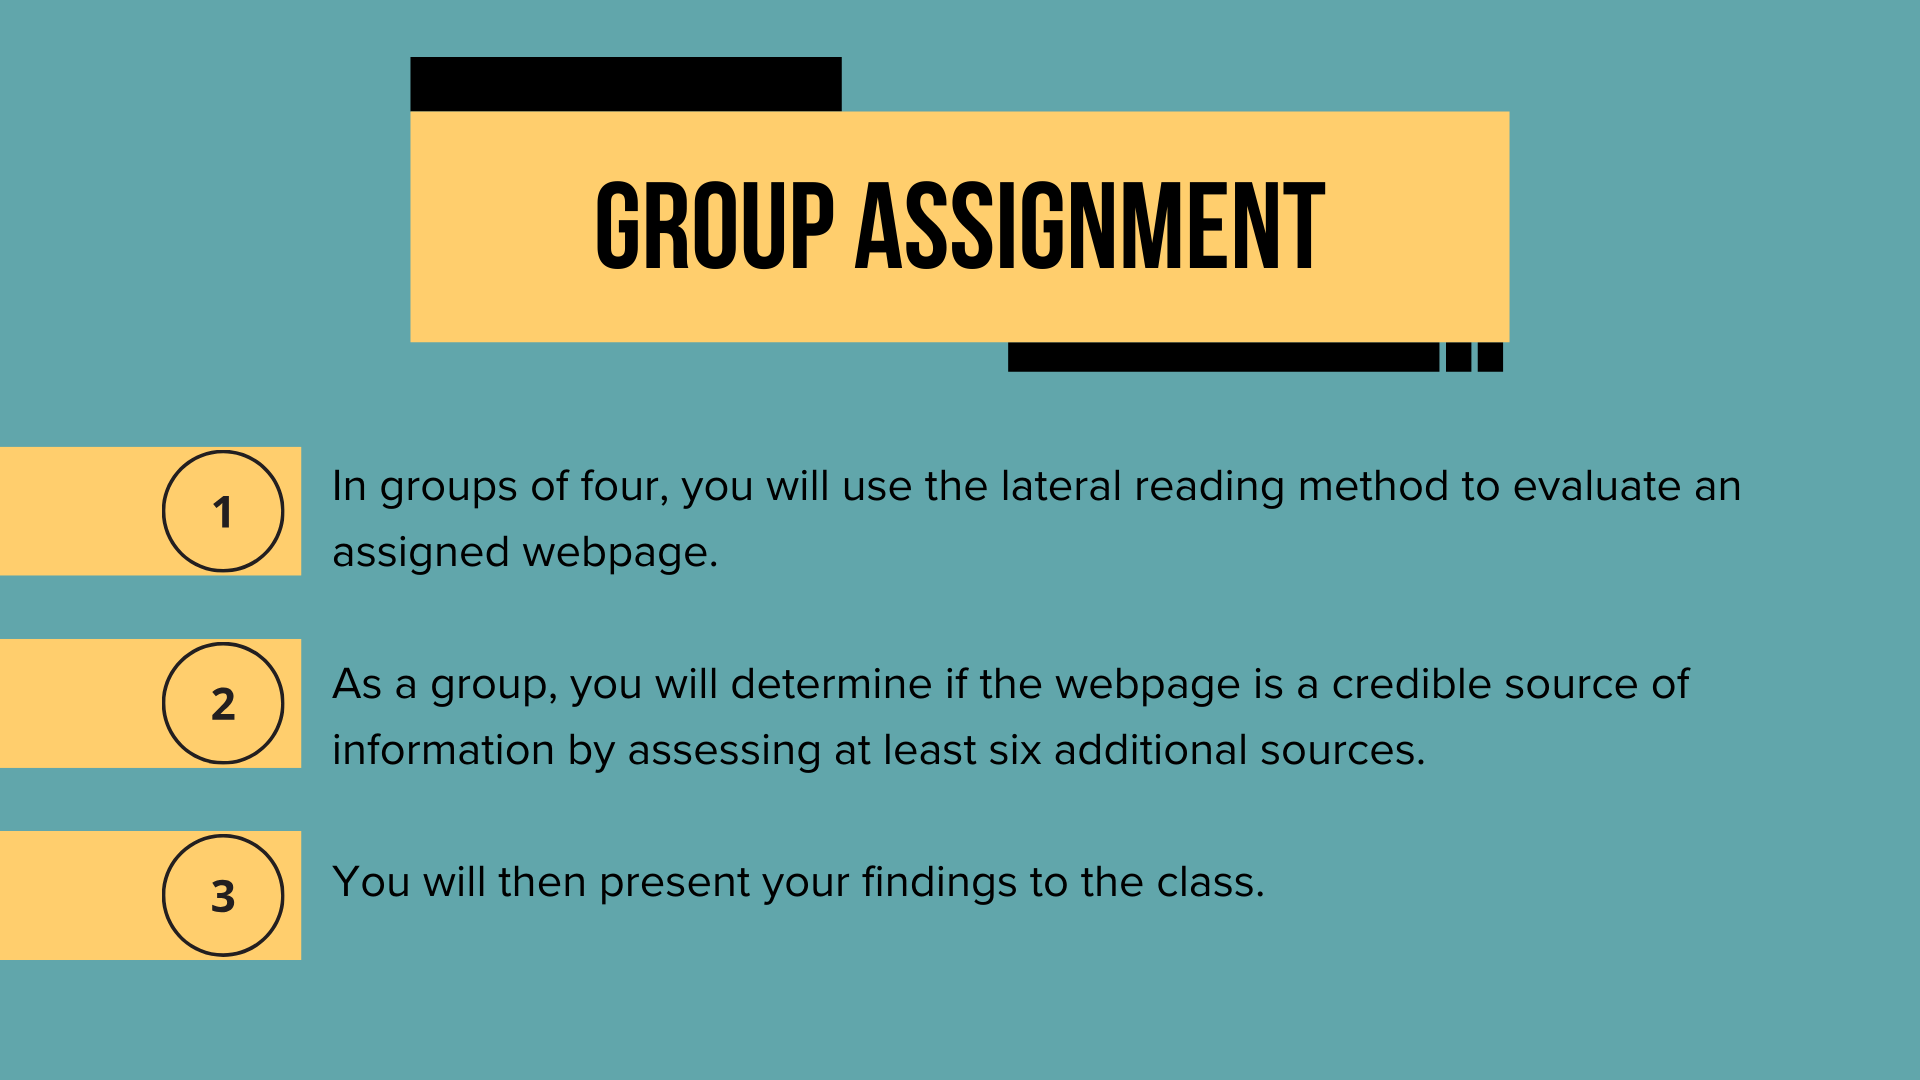 GROUP ASSIGNMENT
1
In groups of four, you will use the lateral reading method to evaluate an
assigned webpage.
2
As a group, you will determine if the webpage is a credible source of
information by assessing at least six additional sources.
3
You will then present your findings to the class.